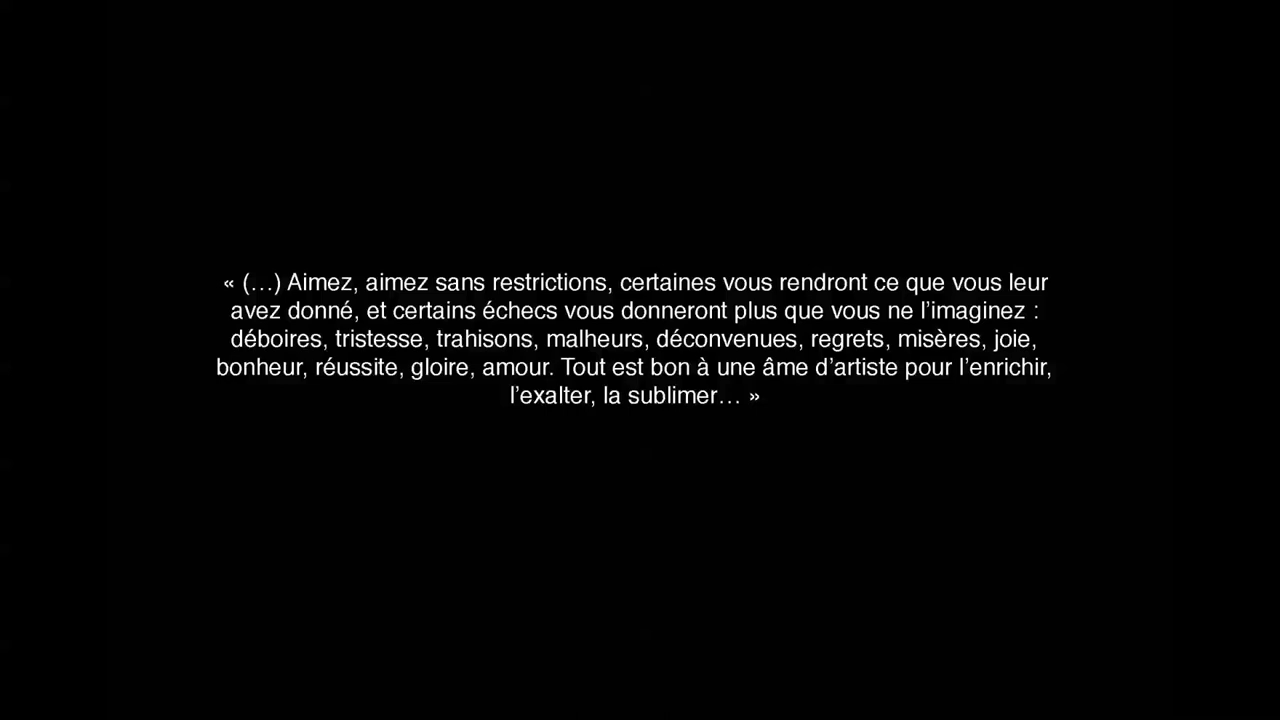 « (…) Aimez, aimez sans restrictions, certaines vous rendront ce que vous leur
avez donné, et certains échecs vous donneront plus que vous ne l’imaginez :
déboires, tristesse, trahisons, malheurs, déconvenues, regrets, misères, joie,
bonheur, réussite, gloire, amour. Tout est bon à une âme d’artiste pour l’enrichir,
l’exalter, la sublimer… »